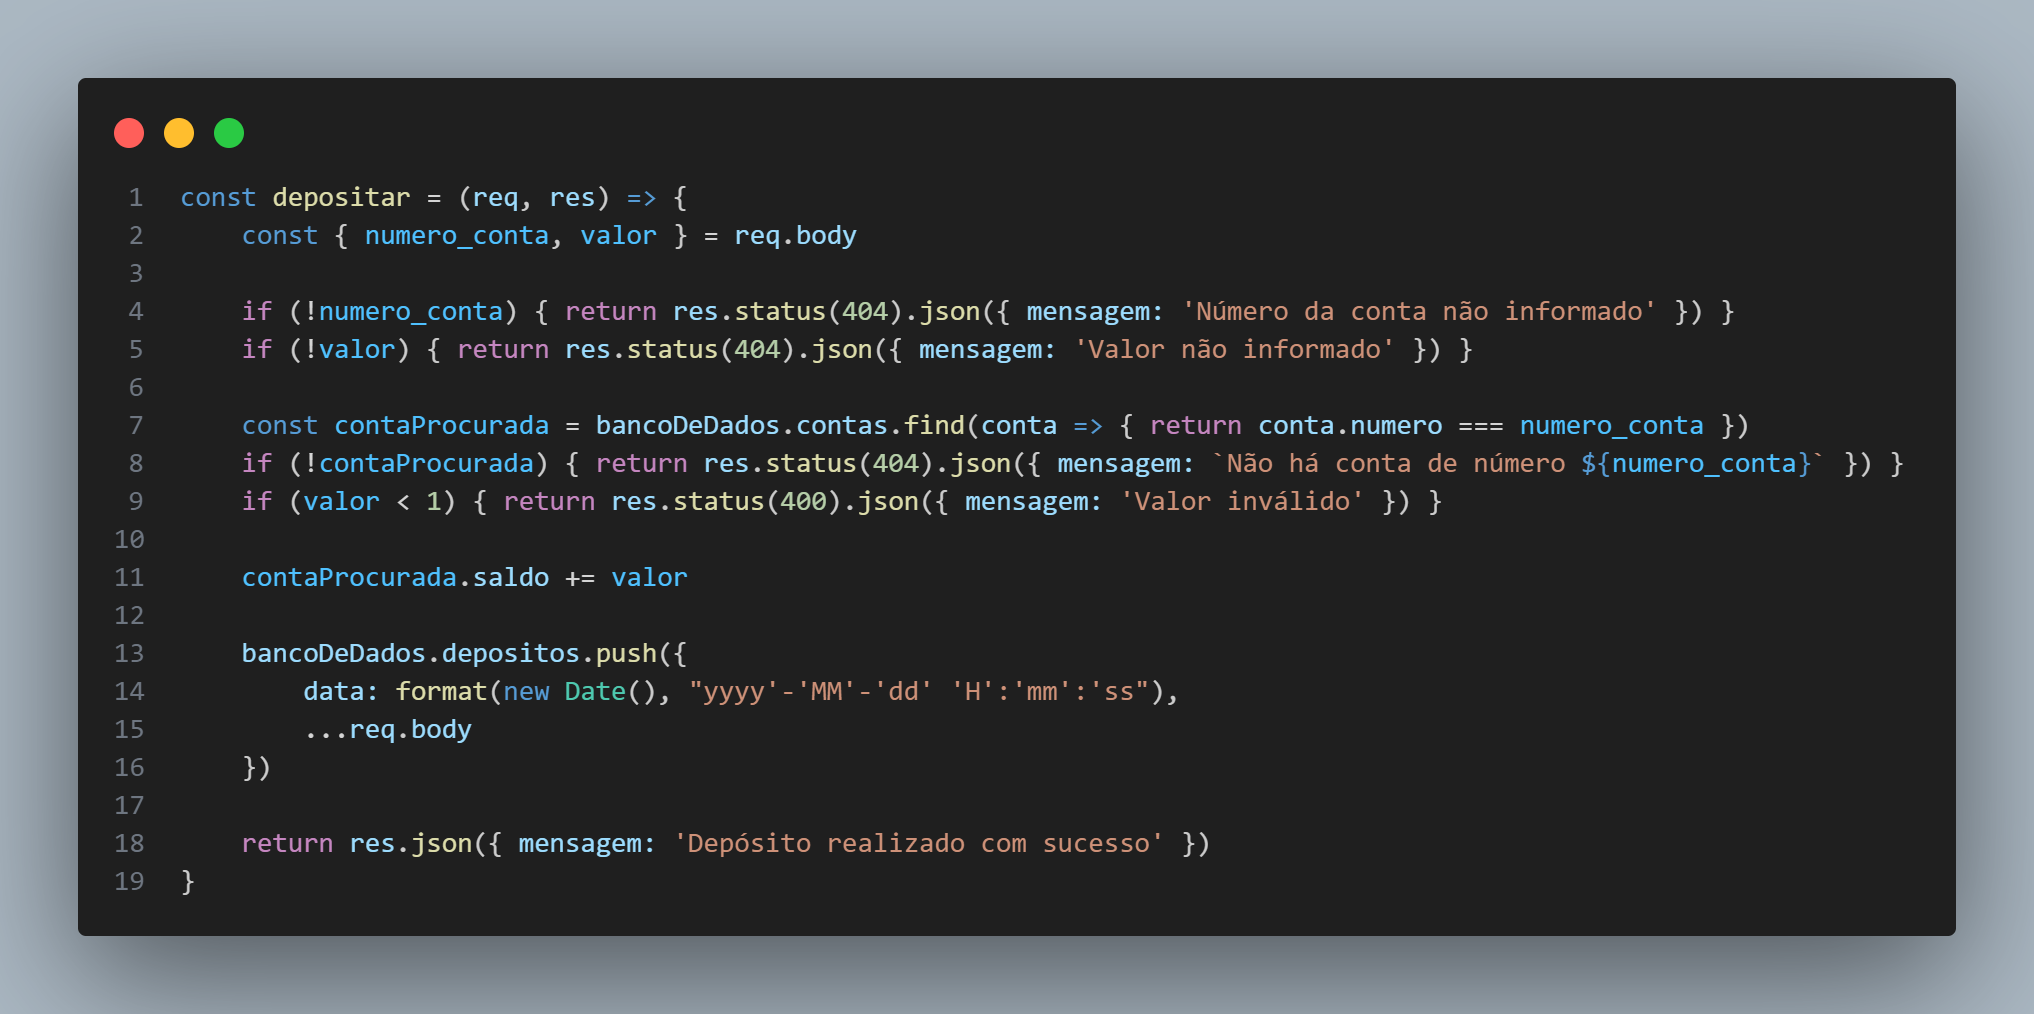 1 const depositar = (req, res) => {
2     const { numero_conta, valor } = req.body
3
4     if (!numero_conta) { return res.status(404).json({ mensagem: 'Número da conta não informado' }) }
5     if (!valor) { return res.status(404).json({ mensagem: 'Valor não informado' }) }
6
7     const contaProcurada = bancoDeDados.contas.find(conta => { return conta.numero === numero_conta })
8     if (!contaProcurada) { return res.status(404).json({ mensagem: `Não há conta de número ${numero_conta}` }) }
9     if (valor < 1) { return res.status(400).json({ mensagem: 'Valor inválido' }) }
10
11     contaProcurada.saldo += valor
12
13     bancoDeDados.depositos.push({
14         data: format(new Date(), "yyyy'-'MM'-'dd' 'H':'mm':'ss"),
15         ...req.body
16     })
17
18     return res.json({ mensagem: 'Depósito realizado com sucesso' })
19 }